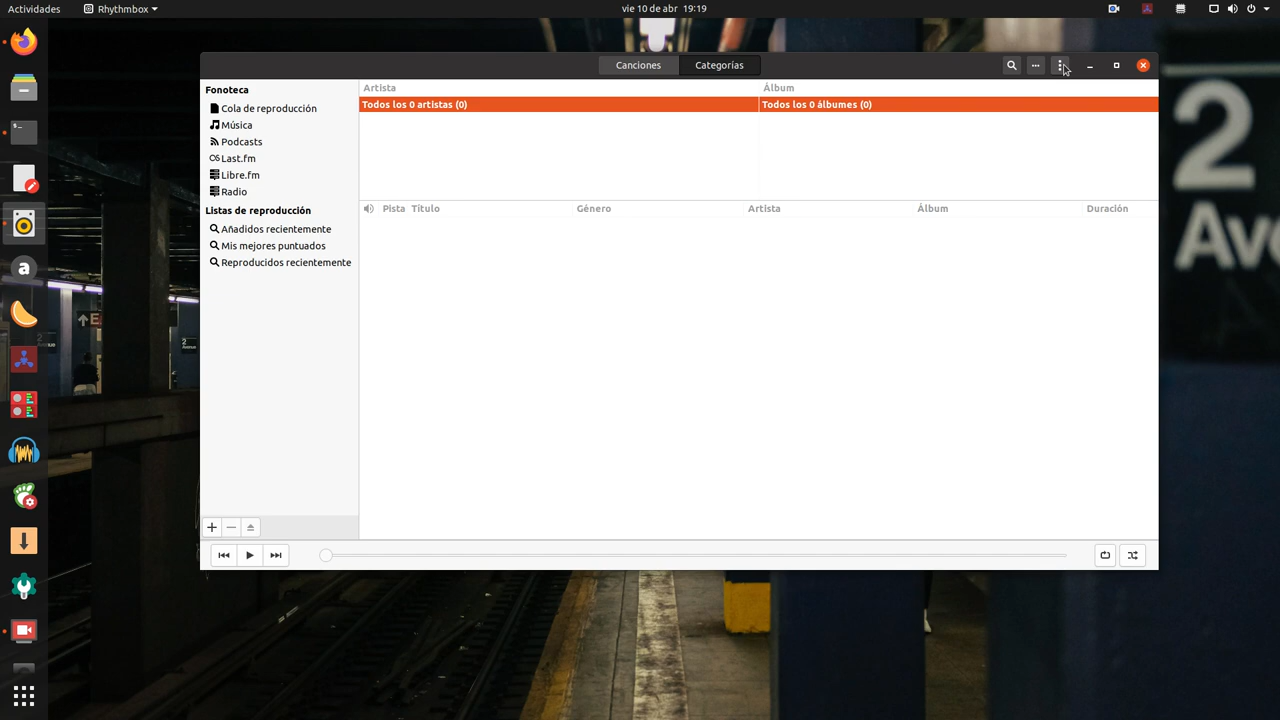 Actividades
Rhythmbox
vie 10 de abr 19:19
Canciones
Categorías
Fonoteca
Cola de reproducción
Música
Podcasts
Last.fm
Libre.fm
Radio
Listas de reproducción
Añadidos recientemente
Mis mejores puntuados
Reproducidos recientemente
Artista
Álbum
Todos los 0 artistas (0)
Todos los 0 álbumes (0)
Pista Título Género Artista Álbum Duración
2
Ave
2